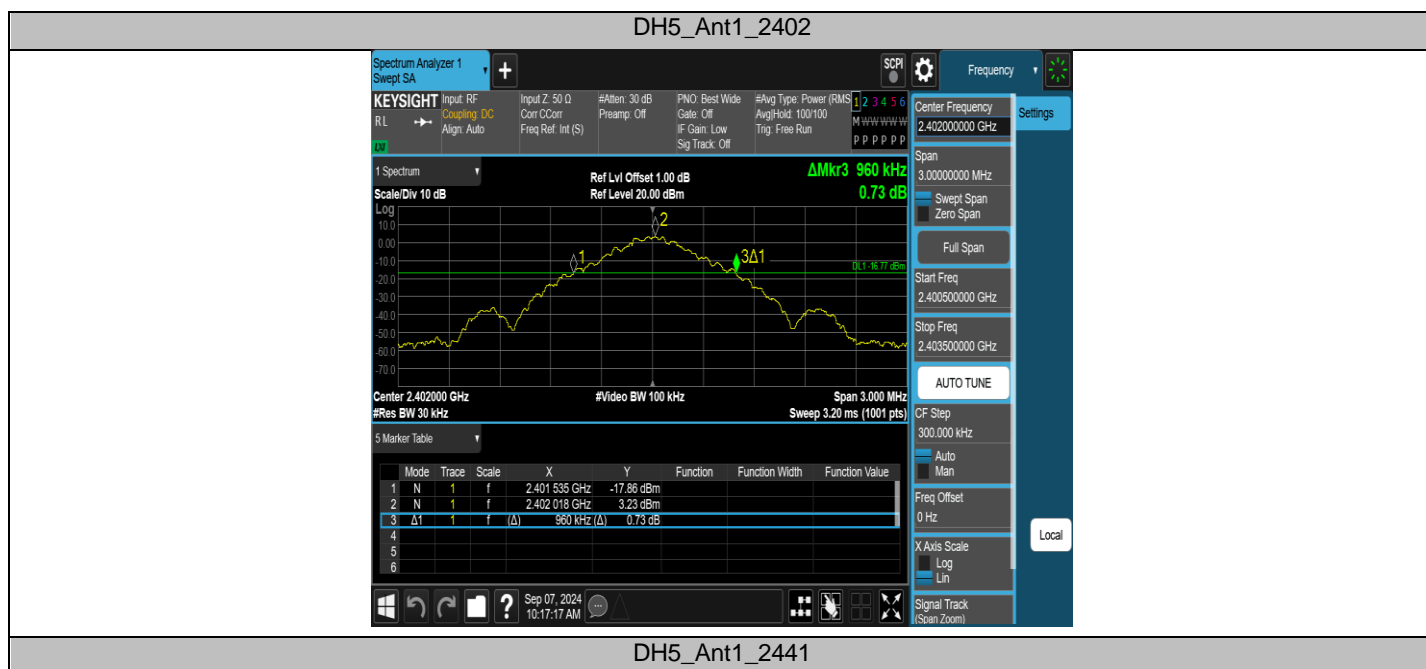 DH5_Ant1_2402
Spectrum Analyzer 1
Swept SA
+
SCPI
Frequency
KEYSIGHT
RL
Input: RF
Coupling: DC
Align: Auto
Input Z: 50 Ω
Corr CCorr
Freq Ref: Int (S)
#Atten: 30 dB
Preamp: Off
PNO: Best Wide
Gate: Off
IF Gain: Low
Sig Track: Off
#Avg Type: Power (RMS
Avg|Hold: 100/100
Trig: Free Run
1 2 3 4 5 6
M W W W W W
P P P P P P
Center Frequency
2.402000000 GHz
Settings
Span
3.00000000 MHz
Swept Span
Zero Span
Full Span
Start Freq
2.400500000 GHz
Stop Freq
2.403500000 GHz
AUTO TUNE
CF Step
300.000 kHz
Auto
Man
Freq Offset
0 Hz
X Axis Scale
Log
Lin
Signal Track
(Span Zoom)
Local
1 Spectrum
Scale/Div 10 dB
Log
Ref Lvl Offset 1.00 dB
Ref Level 20.00 dBm
ΔMkr3 960 kHz
0.73 dB
10.0
0.00
-10.0
-20.0
-30.0
-40.0
-50.0
-60.0
-70.0
1
2
3Δ1
DL1 -16.77 dBm
Center 2.402000 GHz
#Video BW 100 kHz
Span 3.000 MHz
#Res BW 30 kHz
Sweep 3.20 ms (1001 pts)
5 Marker Table
Mode Trace Scale X Y Function Function Width Function Value
1 N 1 f 2.401 535 GHz -17.86 dBm
2 N 1 f 2.402 018 GHz 3.23 dBm
3 Δ1 1 f (Δ) 960 kHz (Δ) 0.73 dB
4
5
6
?
Sep 07, 2024
10:17:17 AM
DH5_Ant1_2441